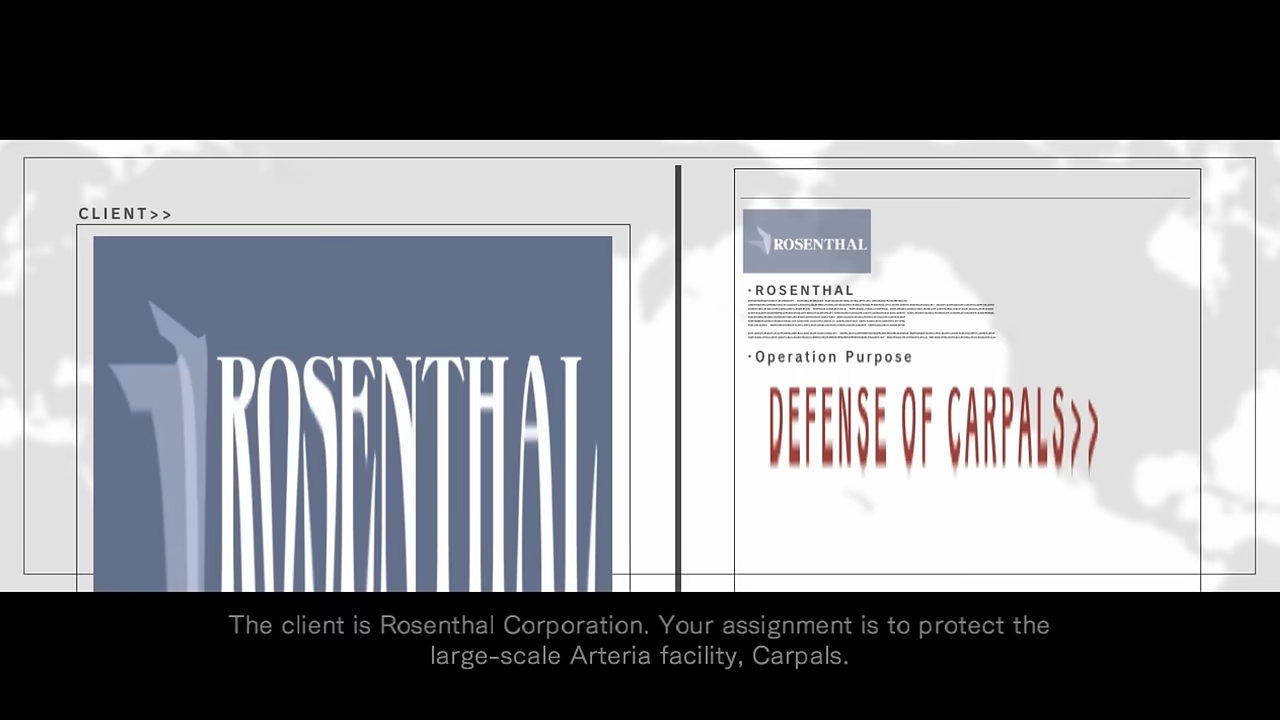 CLIENT>>
ROSENTHAL
ROSENTHAL
·ROSENTHAL
·Operation Purpose
DEFENSE OF CARPALS>>
The client is Rosenthal Corporation. Your assignment is to protect the
large-scale Arteria facility, Carpals.